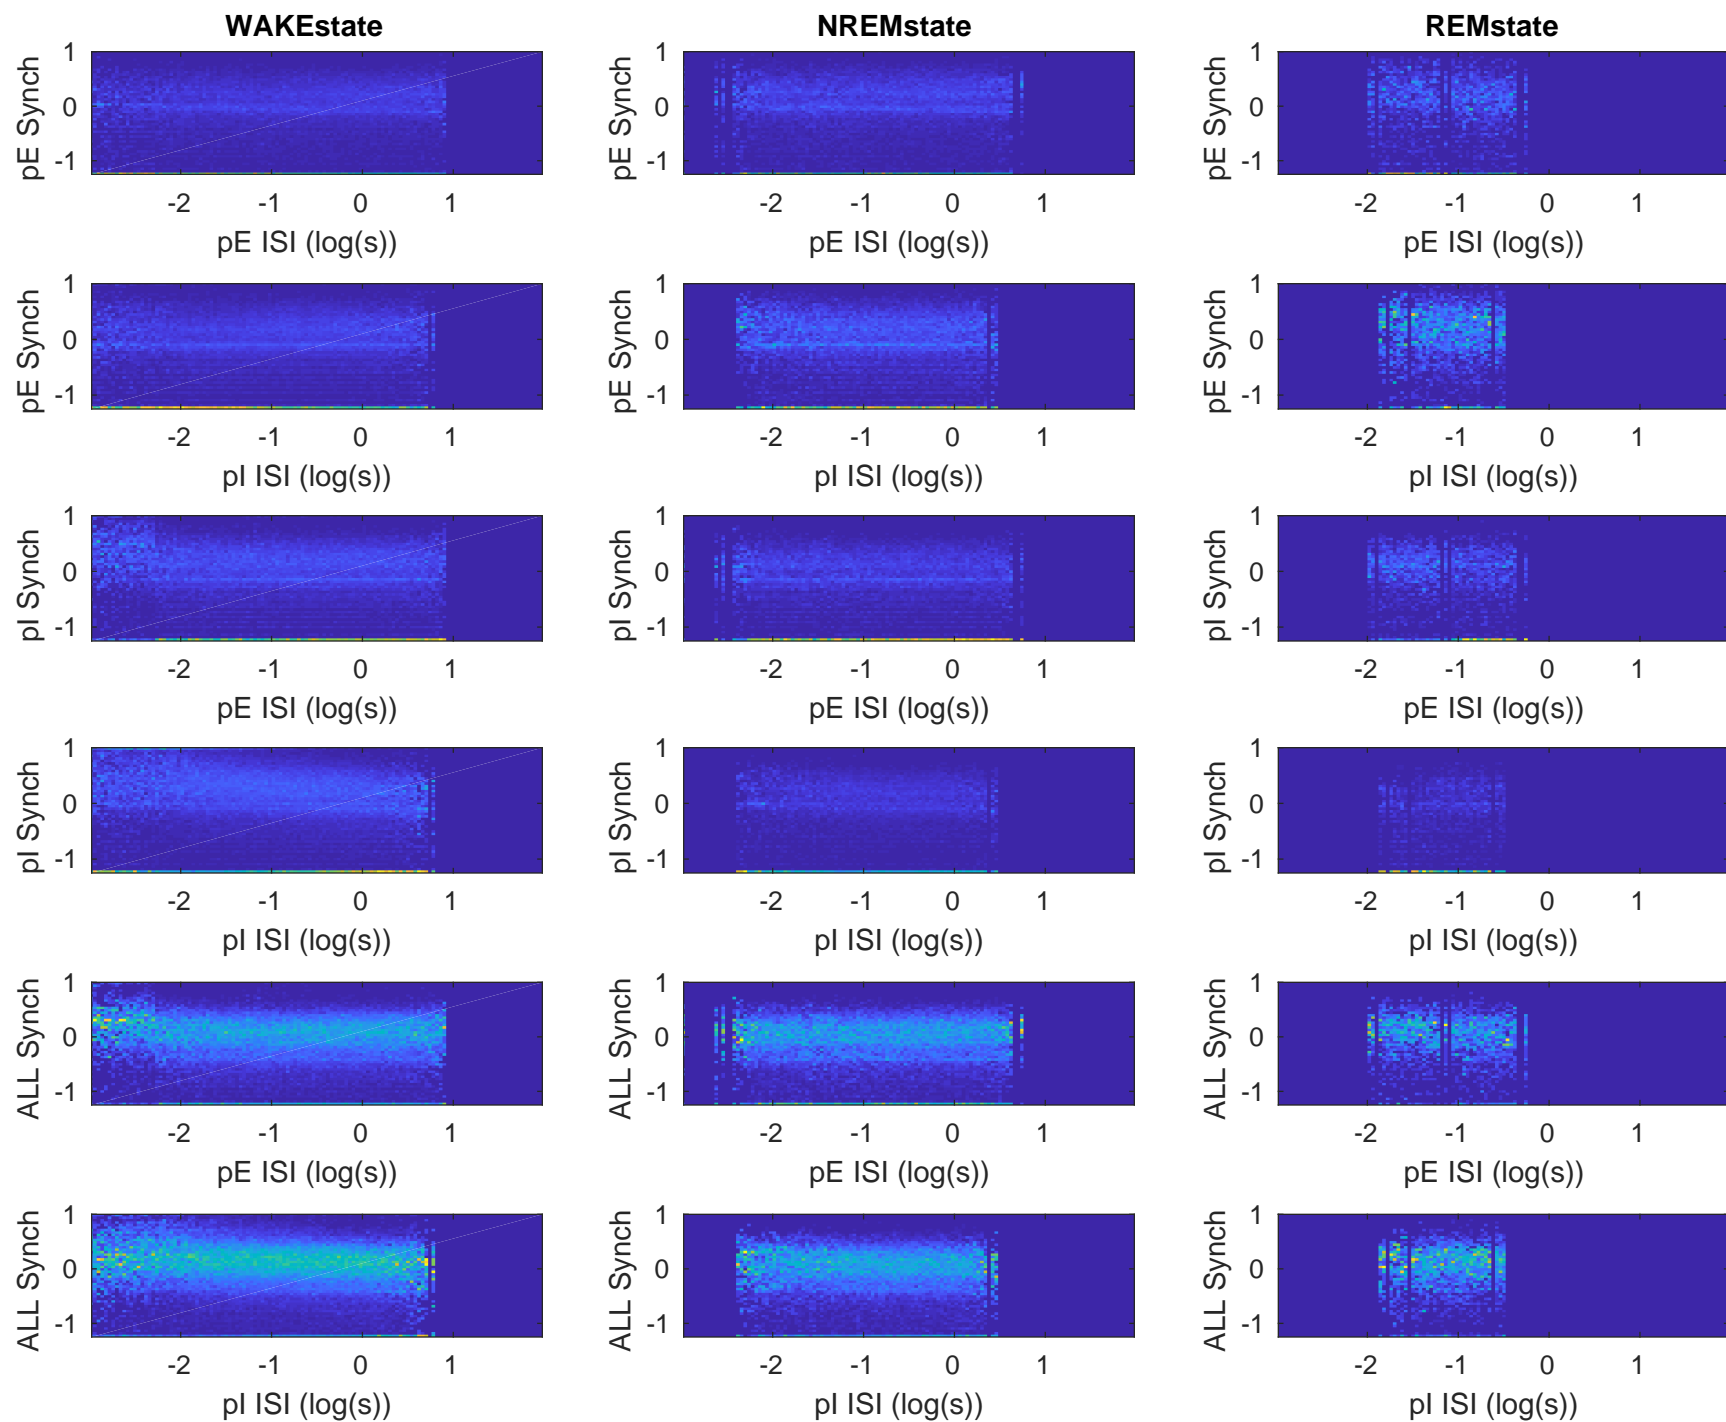 WAKEstate NREMstate REMstate
1 1 1
pE Synch pE Synch pE Synch
0 0 0
-1 -1 -1
-2 -1 0 1 -2 -1 0 1 -2 -1 0 1
pE ISI (log(s)) pE ISI (log(s)) pE ISI (log(s))
1 1 1
pE Synch pE Synch pE Synch
0 0 0
-1 -1 -1
-2 -1 0 1 -2 -1 0 1 -2 -1 0 1
pI ISI (log(s)) pI ISI (log(s)) pI ISI (log(s))
1 1 1
pI Synch pI Synch pI Synch
0 0 0
-1 -1 -1
-2 -1 0 1 -2 -1 0 1 -2 -1 0 1
pE ISI (log(s)) pE ISI (log(s)) pE ISI (log(s))
1 1 1
pI Synch pI Synch pI Synch
0 0 0
-1 -1 -1
-2 -1 0 1 -2 -1 0 1 -2 -1 0 1
pI ISI (log(s)) pI ISI (log(s)) pI ISI (log(s))
1 1 1
ALL Synch ALL Synch ALL Synch
0 0 0
-1 -1 -1
-2 -1 0 1 -2 -1 0 1 -2 -1 0 1
pE ISI (log(s)) pE ISI (log(s)) pE ISI (log(s))
1 1 1
ALL Synch ALL Synch ALL Synch
0 0 0
-1 -1 -1
-2 -1 0 1 -2 -1 0 1 -2 -1 0 1
pI ISI (log(s)) pI ISI (log(s)) pI ISI (log(s))